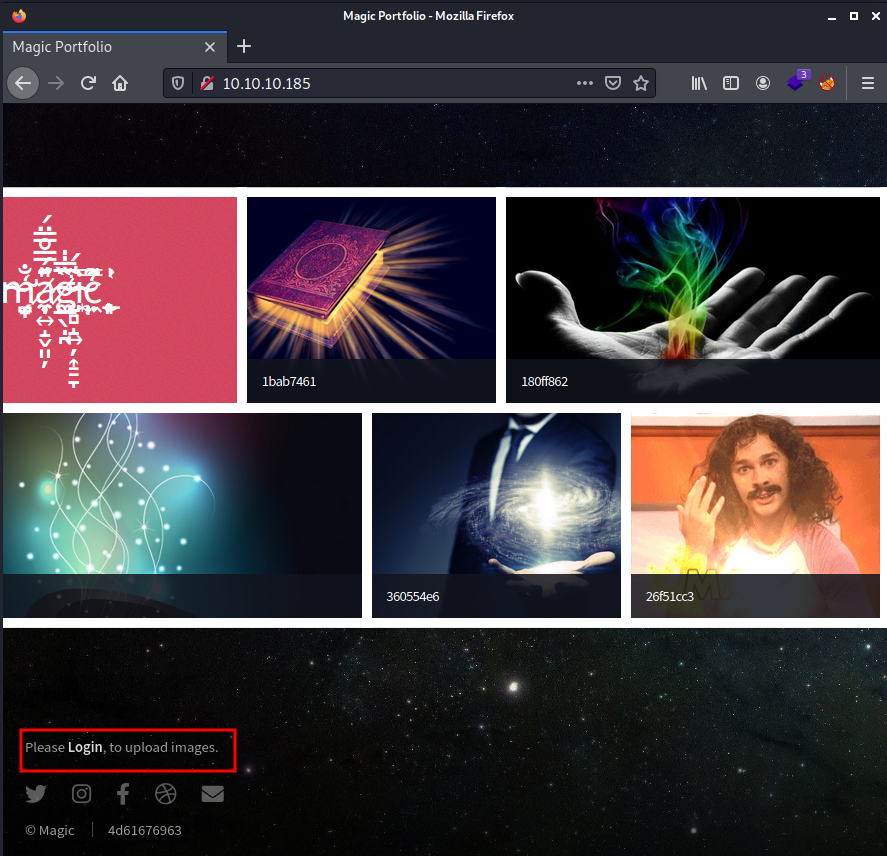 Magic Portfolio - Mozilla Firefox
Magic Portfolio
10.10.10.185
3
magic
1bab7461
180ff862
360554e6
26f51cc3
Please Login, to upload images.
© Magic
4d61676963